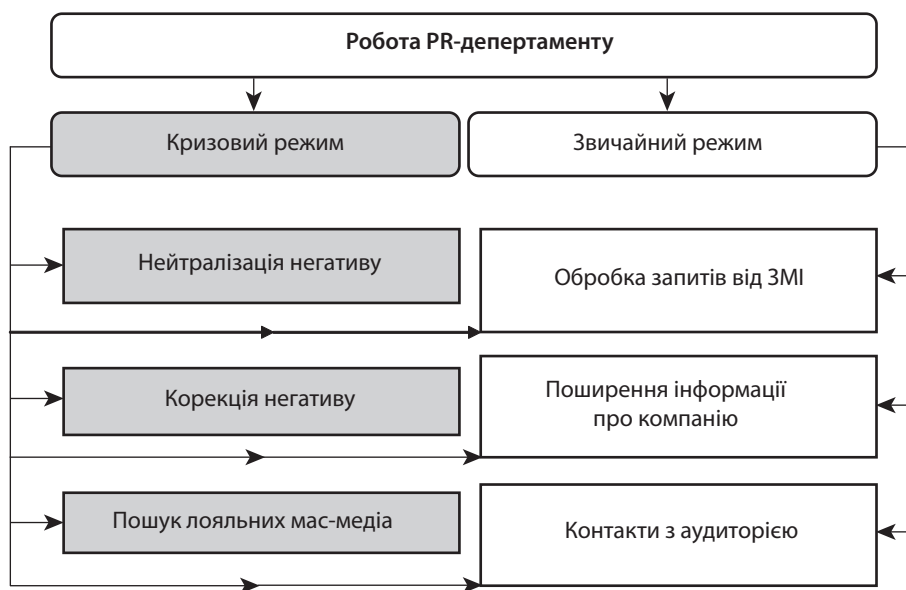 Робота PR-депертаменту
Кризовий режим
Звичайний режим
Нейтралізація негативу
Обробка запитів від ЗМІ
Корекція негативу
Поширення інформації
про компанію
Пошук лояльних мас-медіа
Контакти з аудиторією